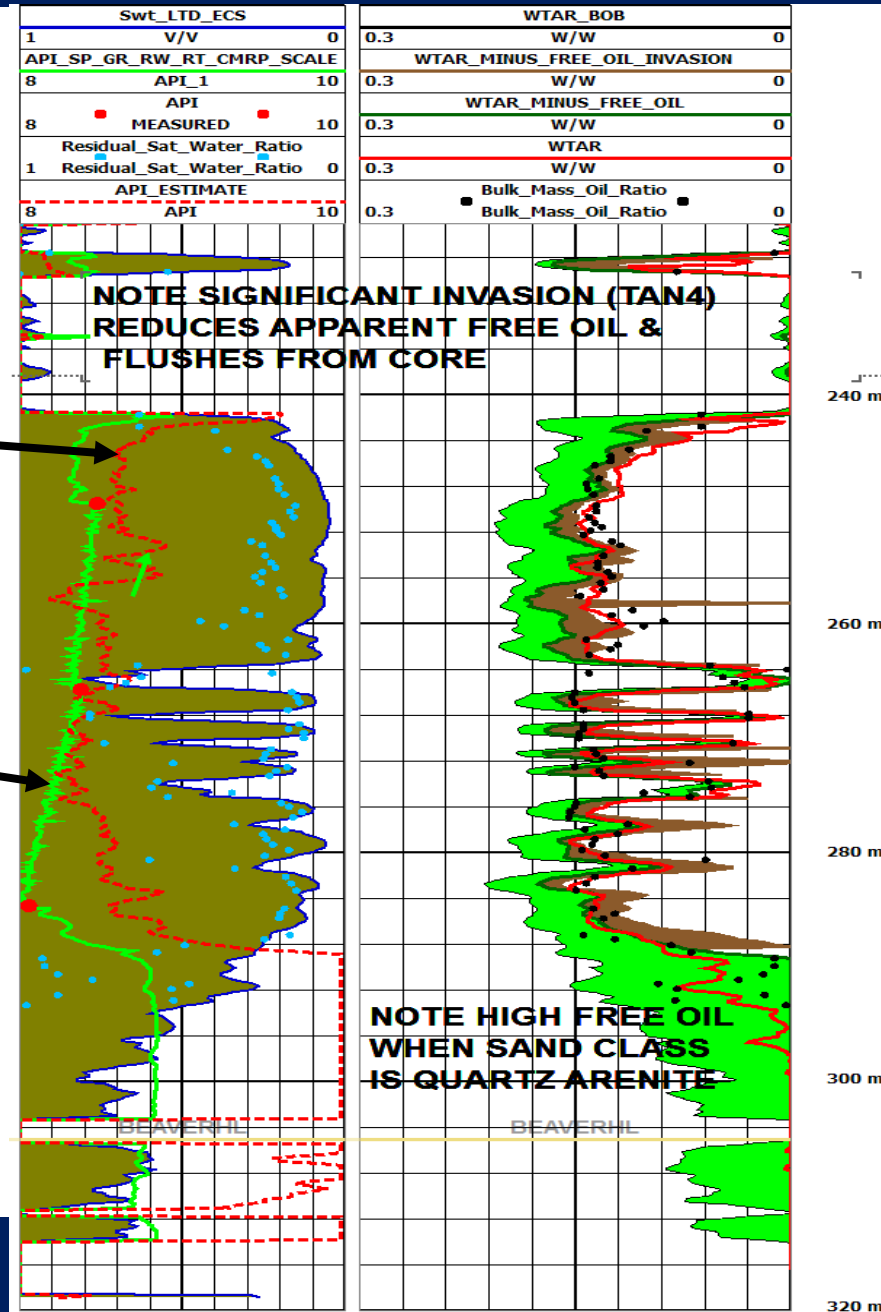 Swt_LTD_ECS
1 V/V 0
API_SP_GR_RW_RT_CMRP_SCALE
8 API_1 10
API
8 MEASURED 10
Residual_Sat_Water_Ratio
1 Residual_Sat_Water_Ratio 0
API_ESTIMATE
8 API 10
WTAR_BOB
0.3 W/W 0
WTAR_MINUS_FREE_OIL_INVASION
0.3 W/W 0
WTAR_MINUS_FREE_OIL
0.3 W/W 0
WTAR
0.3 W/W 0
Bulk_Mass_Oil_Ratio
0.3 Bulk_Mass_Oil_Ratio 0
NOTE SIGNIFICANT INVASION (TAN4)
REDUCES APPARENT FREE OIL &
FLUSHES FROM CORE
240 m
260 m
280 m
NOTE HIGH FREE OIL
WHEN SAND CLASS
IS QUARTZ ARENITE
300 m
BEAVERHL BEAVERHL
320 m